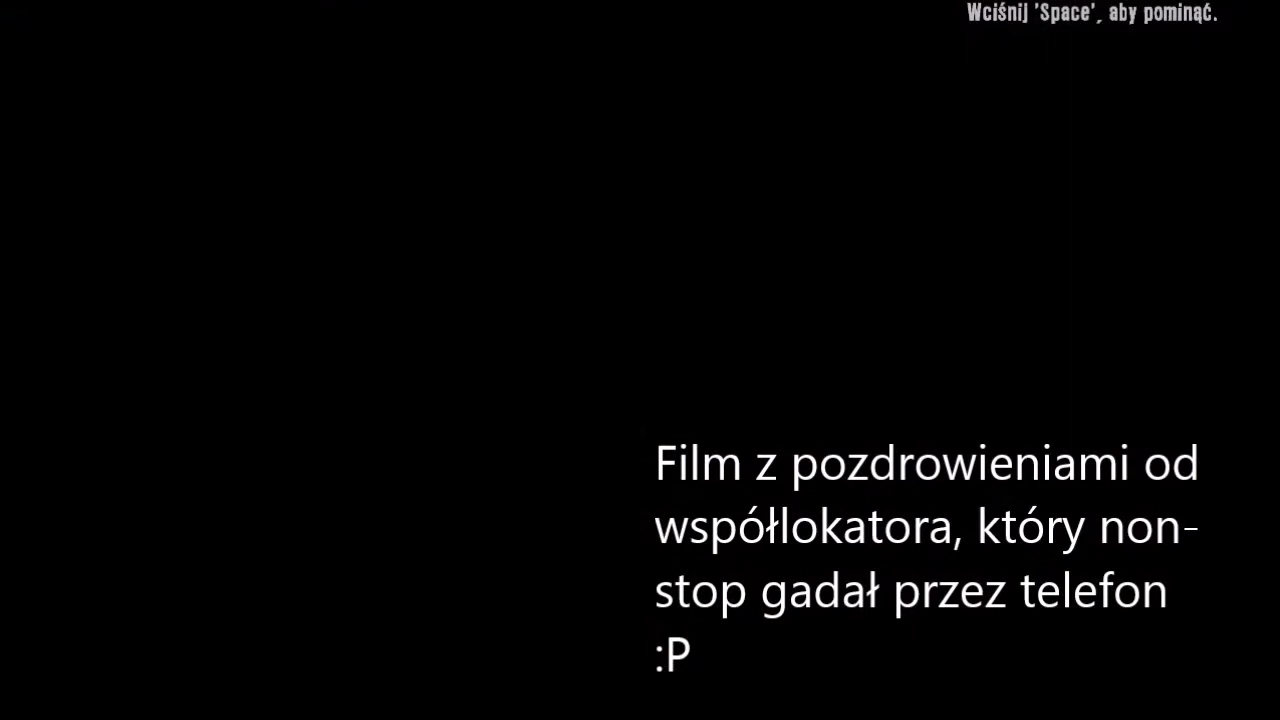 Wciśnij 'Space', aby pominąć.
Film z pozdrowieniami od
współlokatora, który non-
stop gadał przez telefon
:P